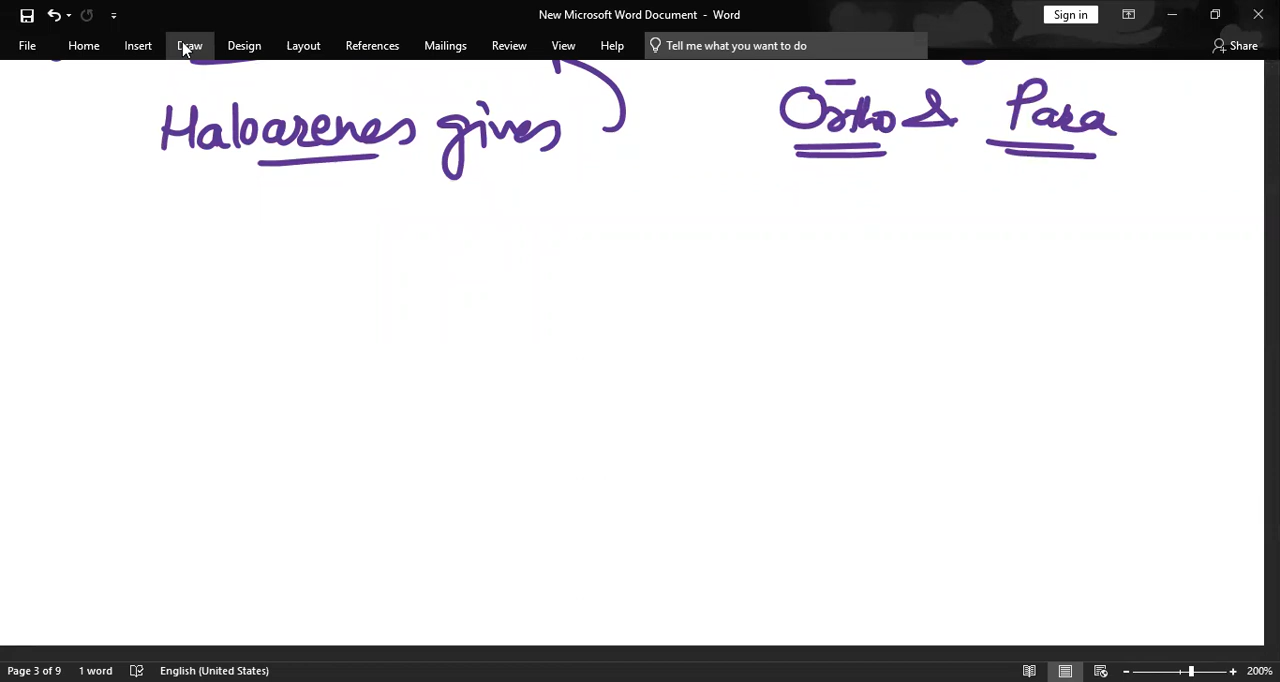 New Microsoft Word Document - Word
Sign in
File Home Insert Draw Design Layout References Mailings Review View Help Tell me what you want to do Share
Haloarenes gives Ortho & Para
Page 3 of 9 1 word English (United States) 200%